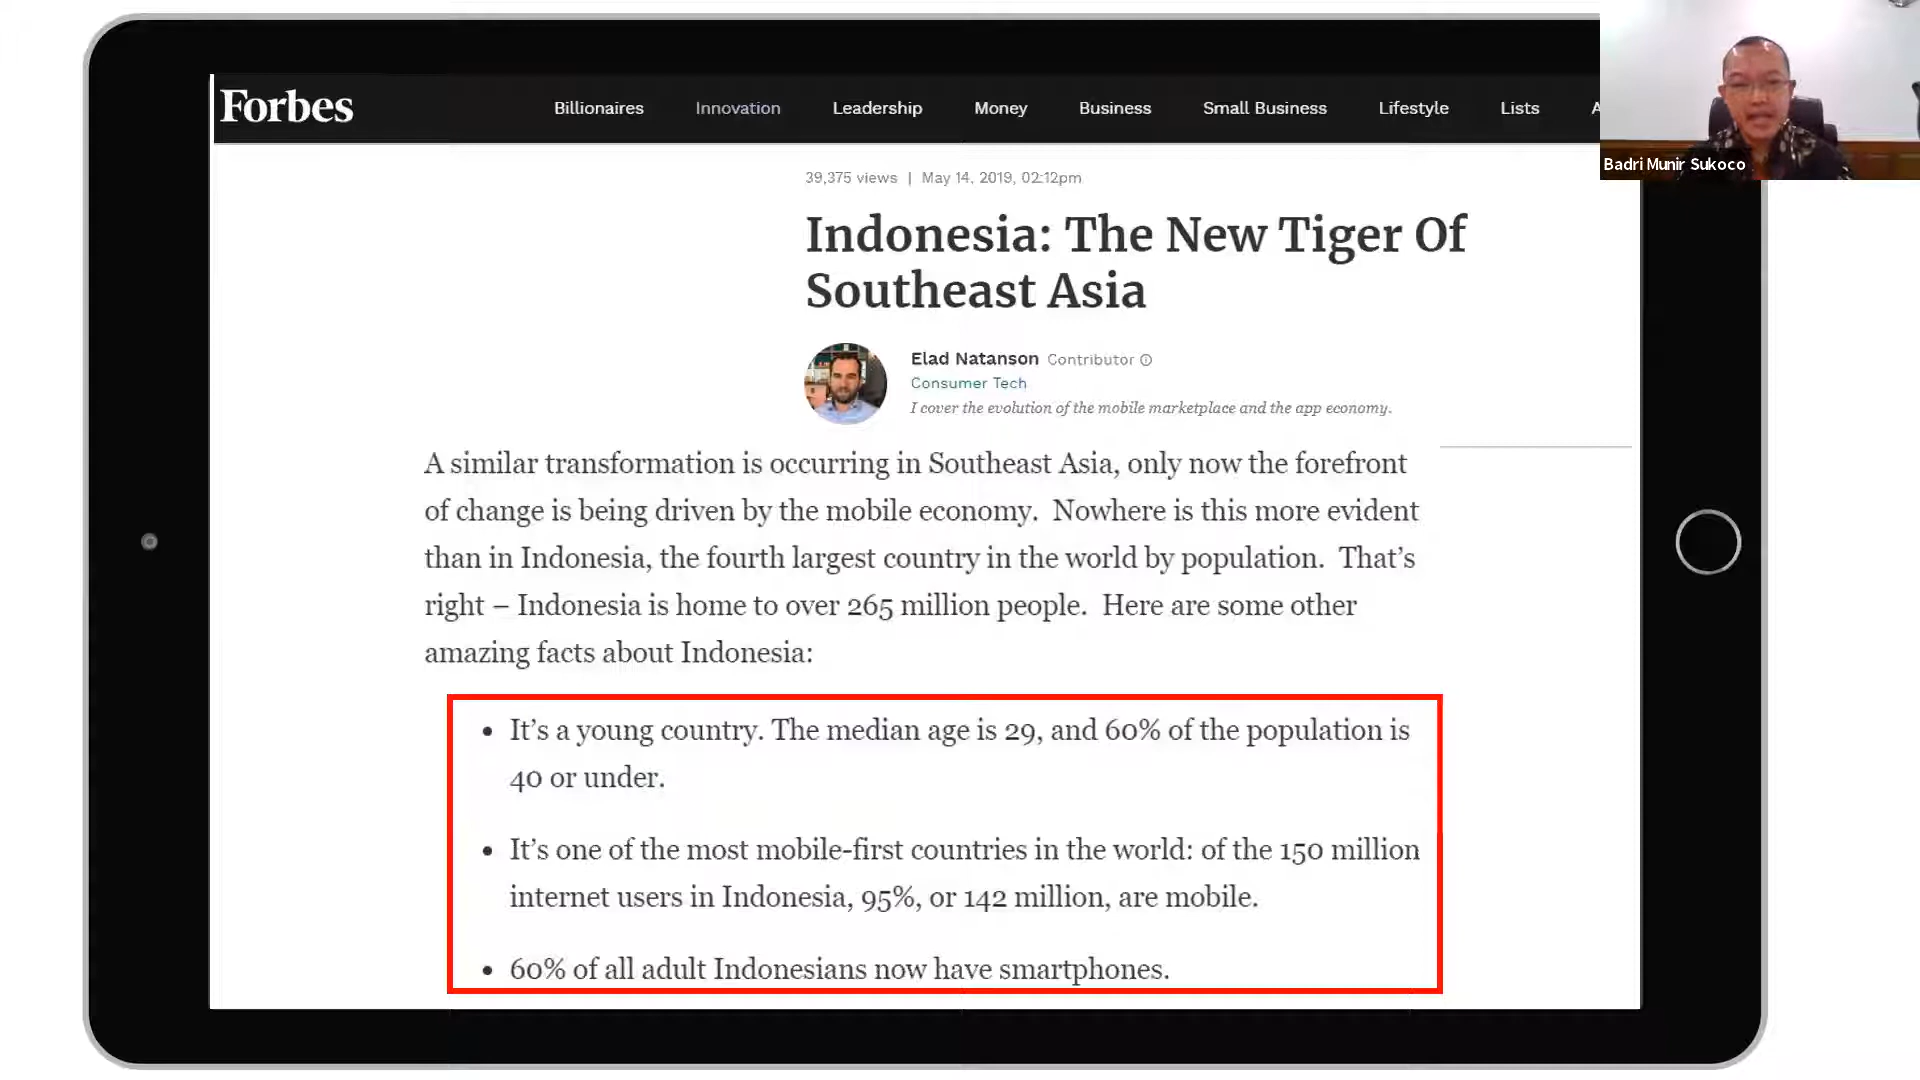 Forbes
Billionaires Innovation Leadership Money Business Small Business Lifestyle Lists A
Badri Munir Sukoco
39,375 views | May 14, 2019, 02:12pm
Indonesia: The New Tiger Of
Southeast Asia
Elad Natanson Contributor
Consumer Tech
I cover the evolution of the mobile marketplace and the app economy.
A similar transformation is occurring in Southeast Asia, only now the forefront
of change is being driven by the mobile economy. Nowhere is this more evident
than in Indonesia, the fourth largest country in the world by population. That's
right – Indonesia is home to over 265 million people. Here are some other
amazing facts about Indonesia:
• It's a young country. The median age is 29, and 60% of the population is
40 or under.
• It's one of the most mobile-first countries in the world: of the 150 million
internet users in Indonesia, 95%, or 142 million, are mobile.
• 60% of all adult Indonesians now have smartphones.